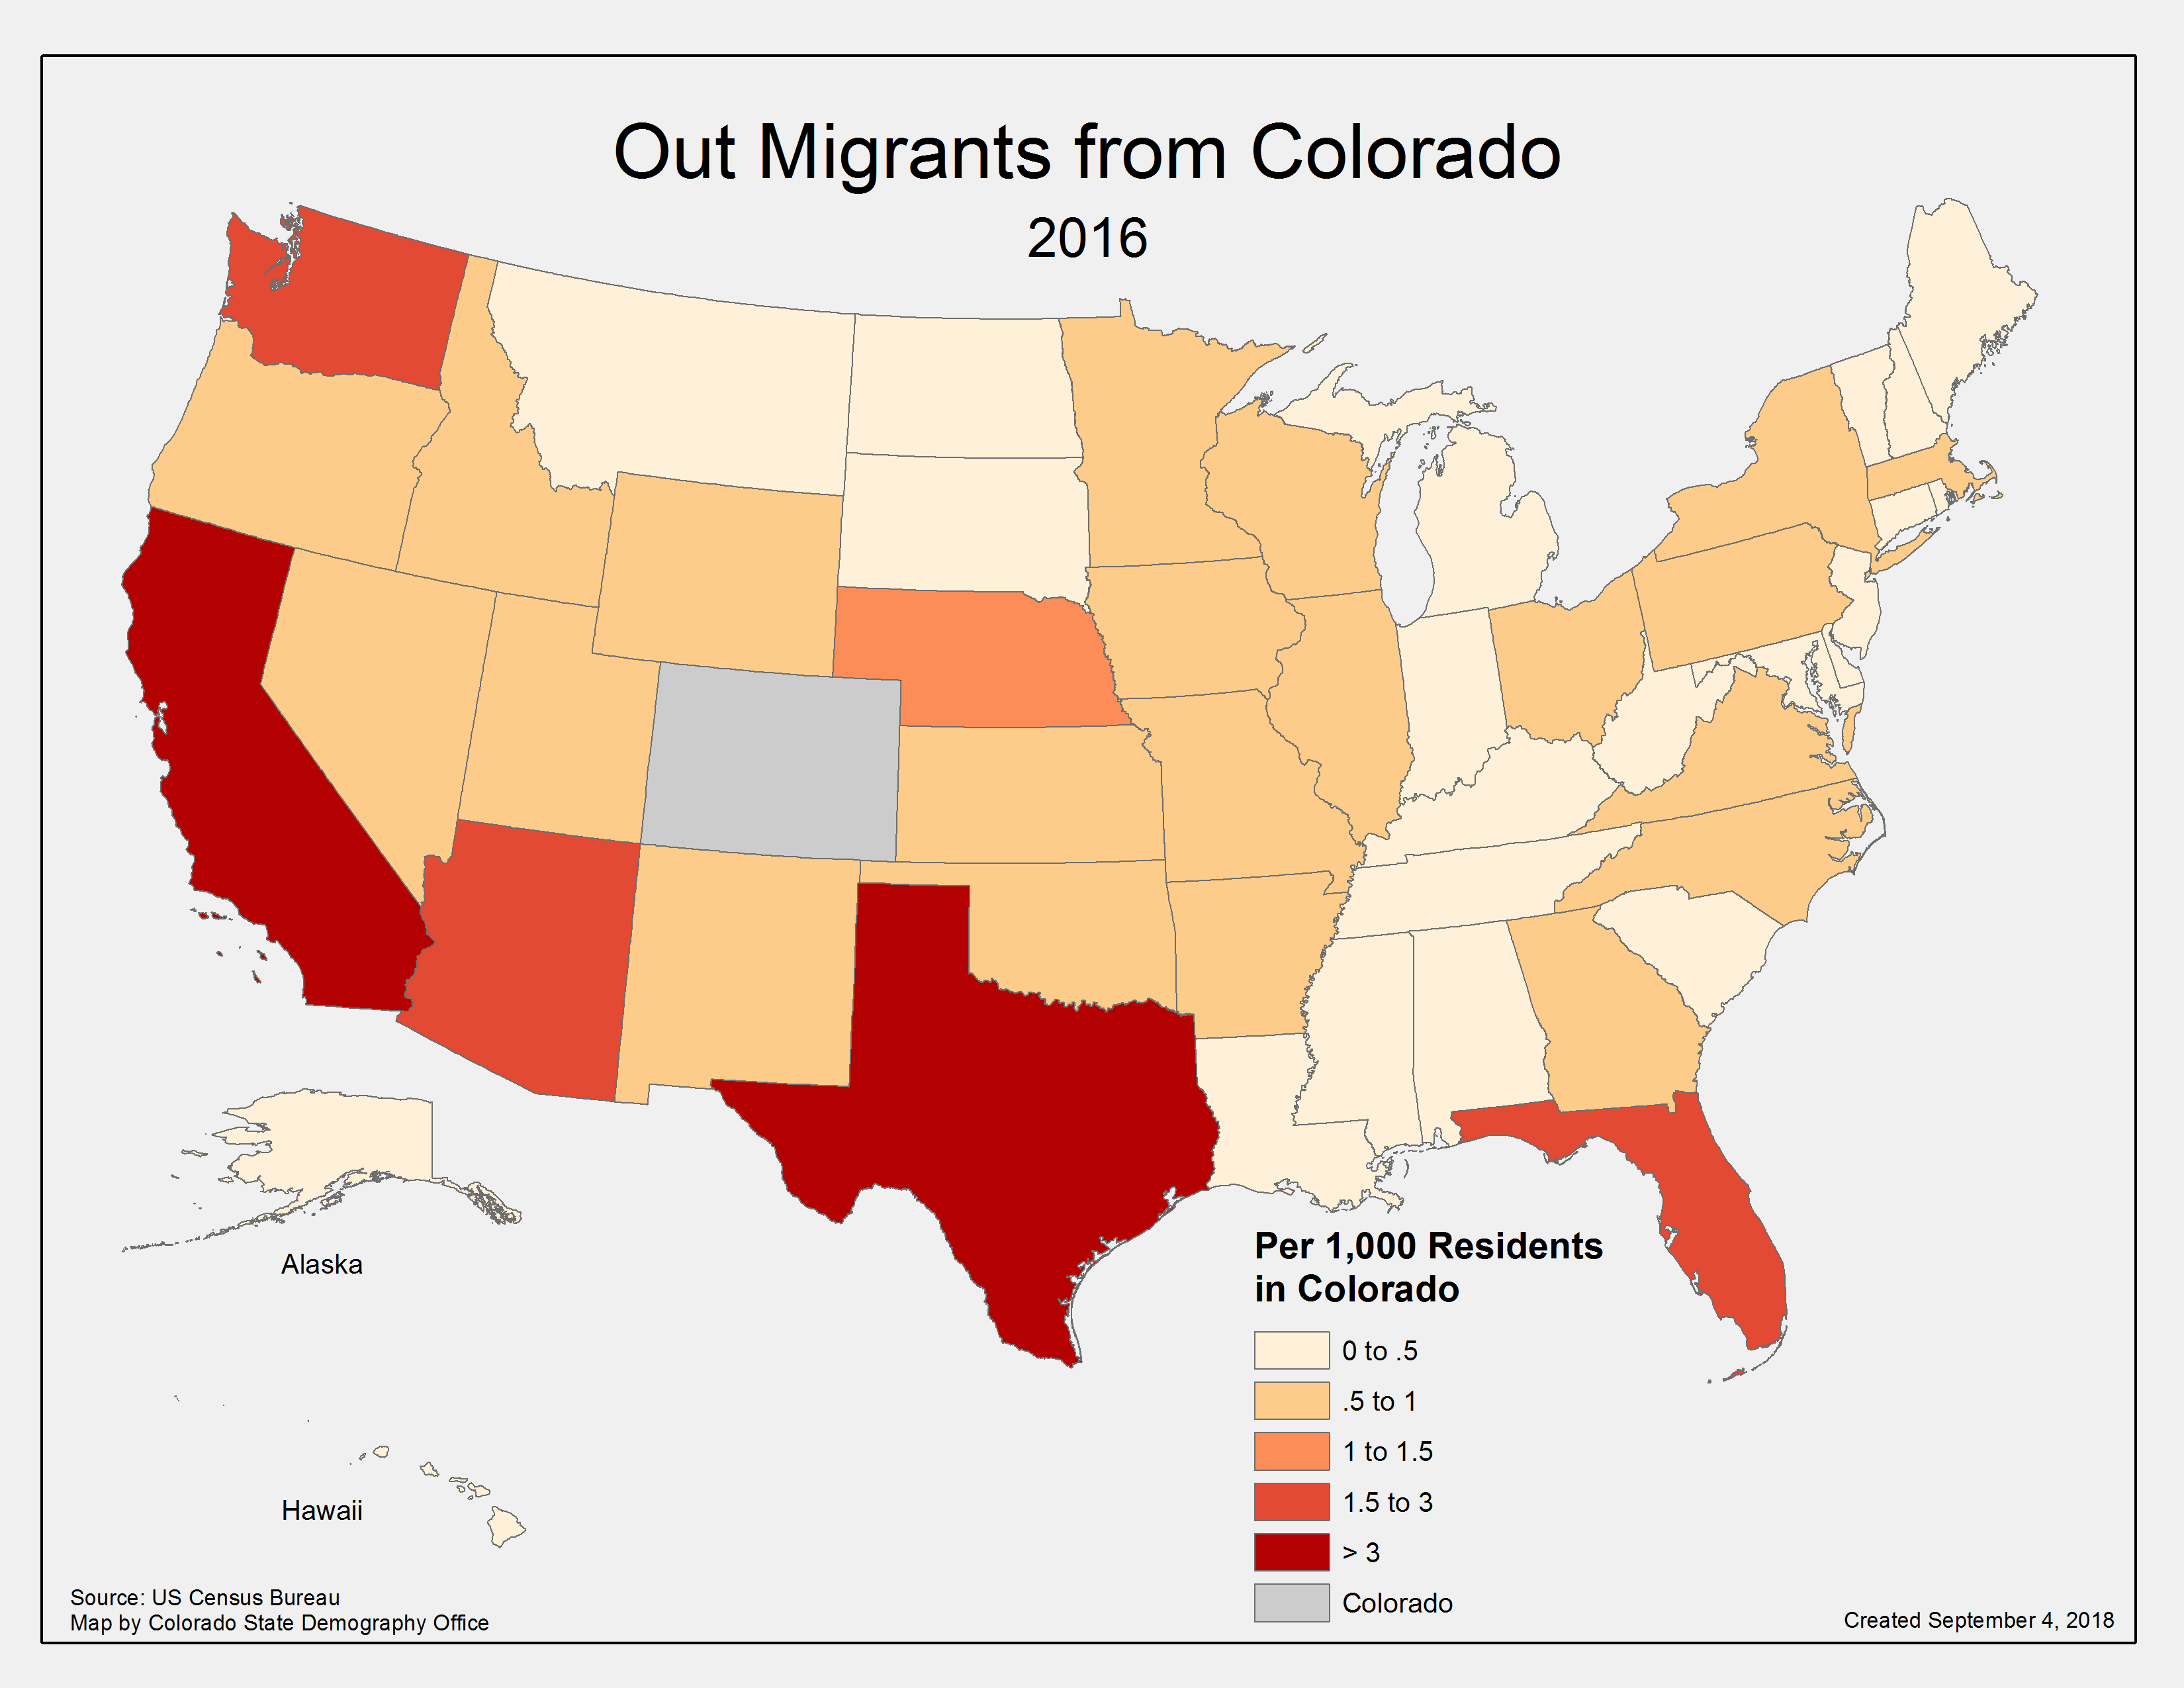 Out Migrants from Colorado
2016
Alaska
Hawaii
Per 1,000 Residents
in Colorado
0 to .5
.5 to 1
1 to 1.5
1.5 to 3
> 3
Colorado
Source: US Census Bureau
Map by Colorado State Demography Office
Created September 4, 2018